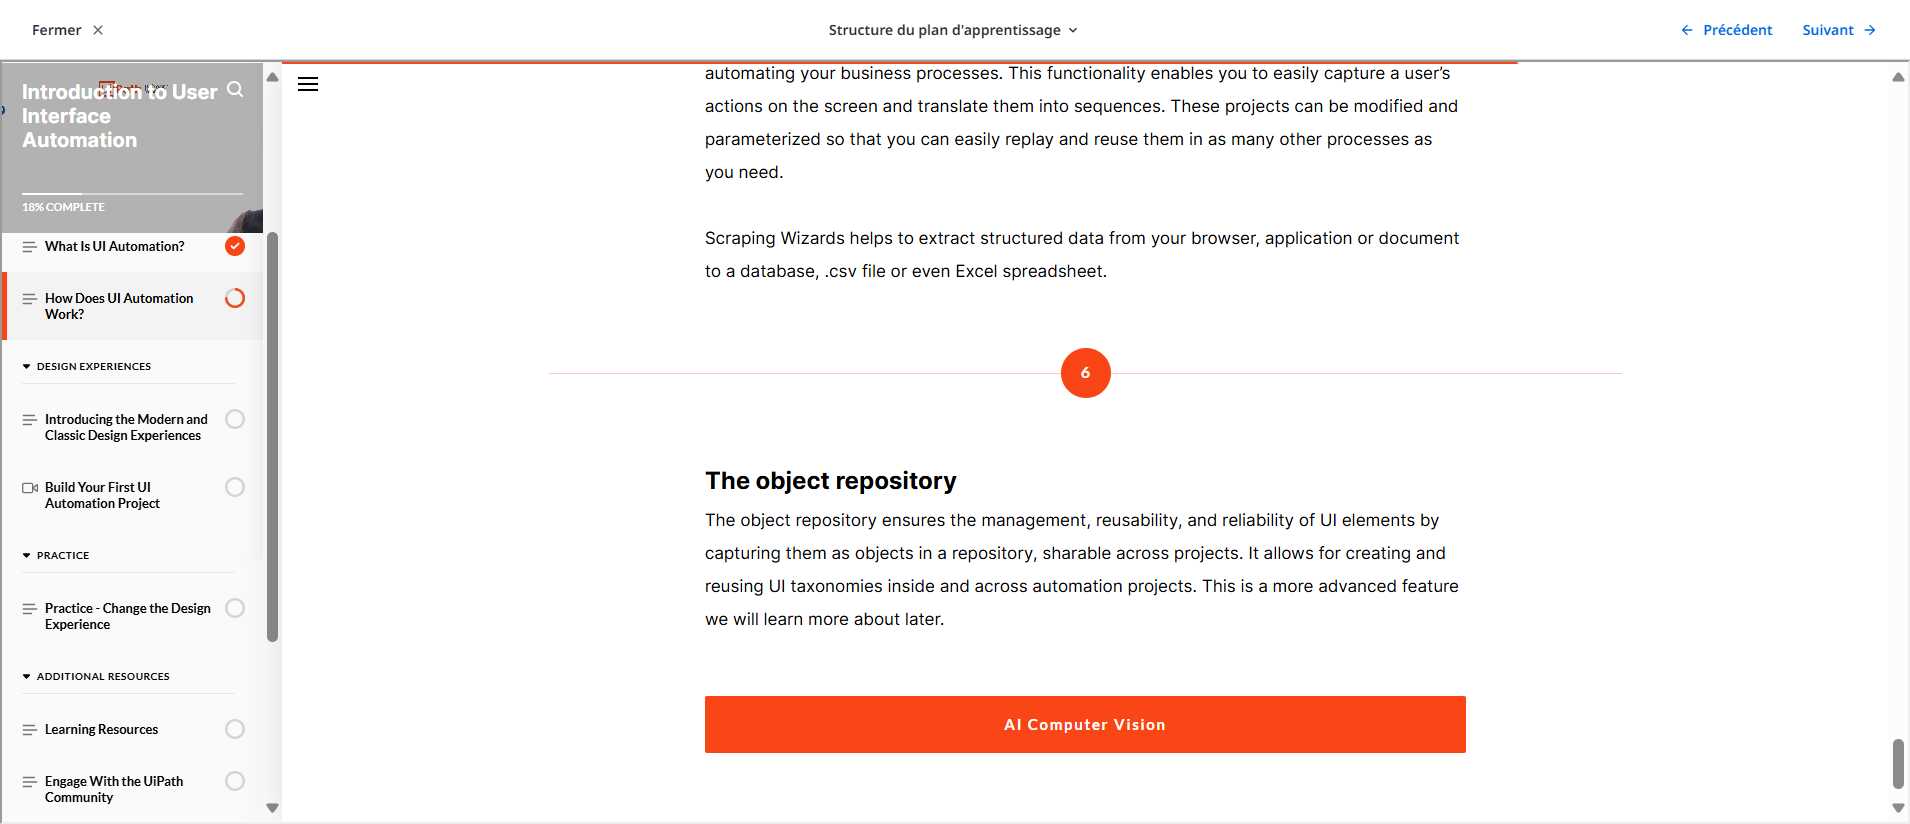 Fermer
Structure du plan d'apprentissage
Précédent
Suivant
Introduction to User
Interface
Automation
18% COMPLETE
What Is UI Automation?
How Does UI Automation
Work?
DESIGN EXPERIENCES
Introducing the Modern and
Classic Design Experiences
Build Your First UI
Automation Project
PRACTICE
Practice - Change the Design
Experience
ADDITIONAL RESOURCES
Learning Resources
Engage With the UiPath
Community
automating your business processes. This functionality enables you to easily capture a user’s
actions on the screen and translate them into sequences. These projects can be modified and
parameterized so that you can easily replay and reuse them in as many other processes as
you need.
Scraping Wizards helps to extract structured data from your browser, application or document
to a database, .csv file or even Excel spreadsheet.
6
The object repository
The object repository ensures the management, reusability, and reliability of UI elements by
capturing them as objects in a repository, sharable across projects. It allows for creating and
reusing UI taxonomies inside and across automation projects. This is a more advanced feature
we will learn more about later.
AI Computer Vision